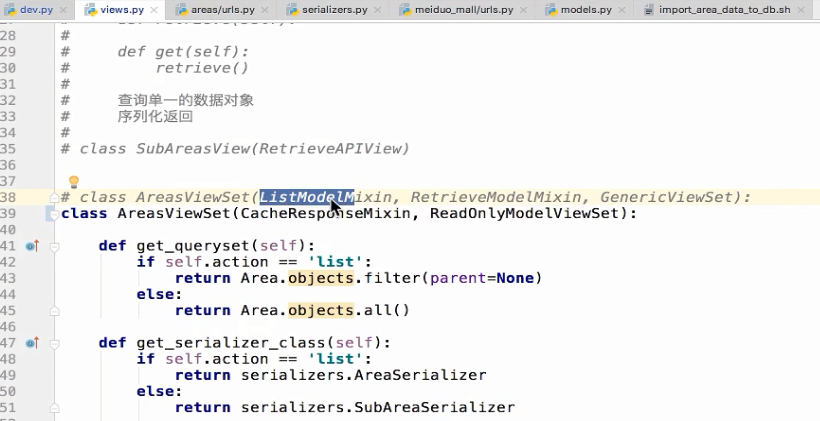 dev.py views.py areas/urls.py serializers.py meiduo_mall/urls.py models.py import_area_data_to_db.sh
28 #
29 # def get(self):
30 # retrieve()
31 #
32 # 查询单一的数据对象
33 # 序列化返回
34 #
35 # class SubAreasView(RetrieveAPIView)
36
37
38 # class AreasViewSet(ListModelMixin, RetrieveModelMixin, GenericViewSet):
39 class AreasViewSet(CacheResponseMixin, ReadOnlyModelViewSet):
40
41 def get_queryset(self):
42 if self.action == 'list':
43 return Area.objects.filter(parent=None)
44 else:
45 return Area.objects.all()
46
47 def get_serializer_class(self):
48 if self.action == 'list':
49 return serializers.AreaSerializer
50 else:
51 return serializers.SubAreaSerializer